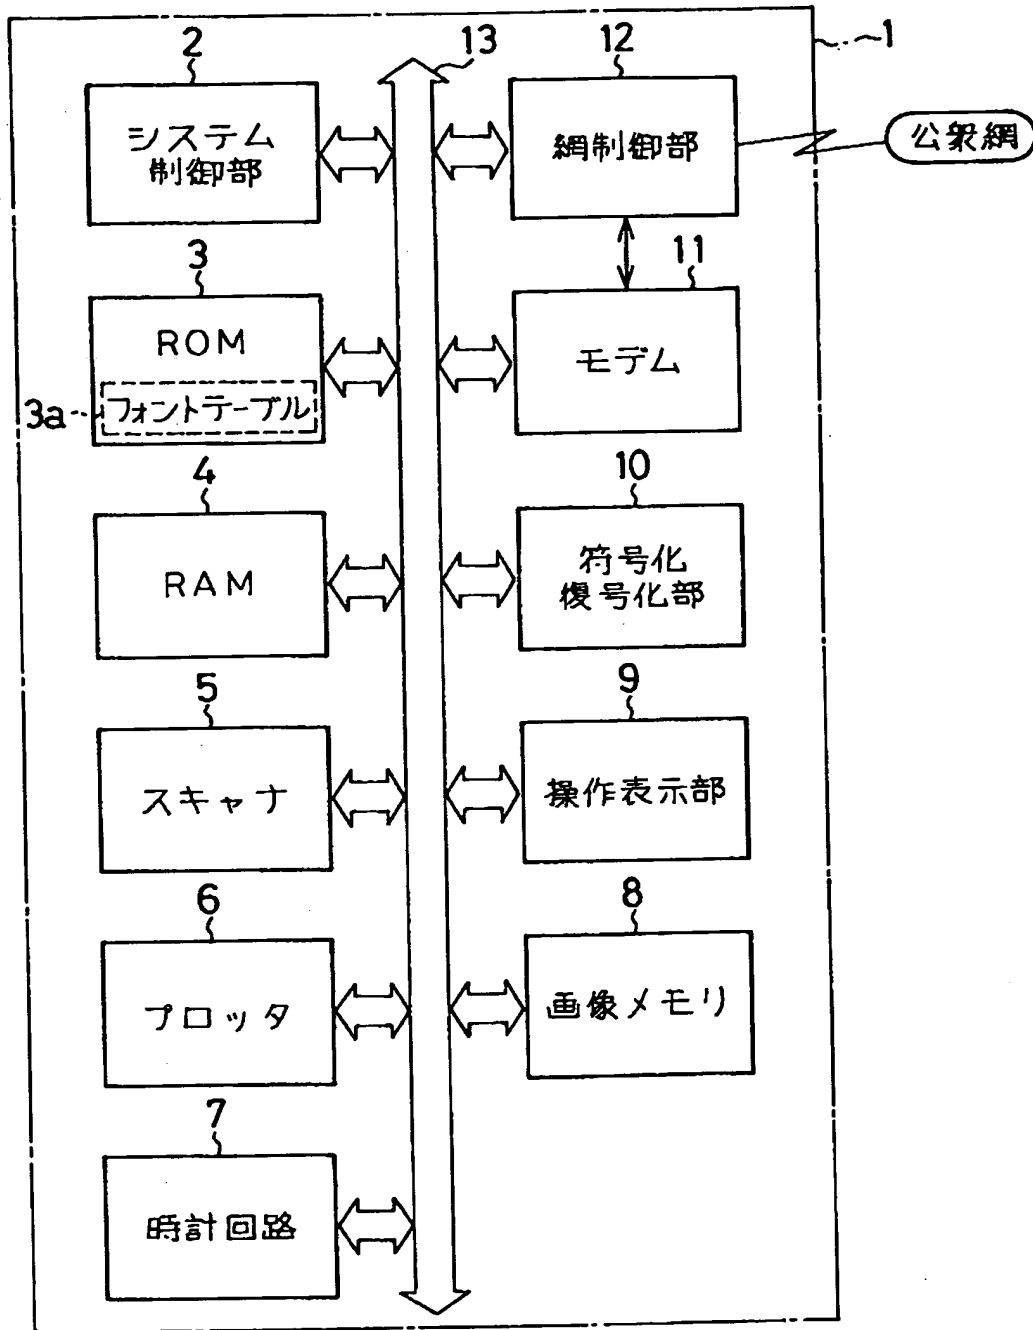 1
2
システム
制御部
3
ROM
3a
フォントテーブル
4
RAM
5
スキャナ
6
プロッタ
7
時計回路
13
12
網制御部
公衆網
11
モデム
10
符号化
復号化部
9
操作表示部
8
画像メモリ